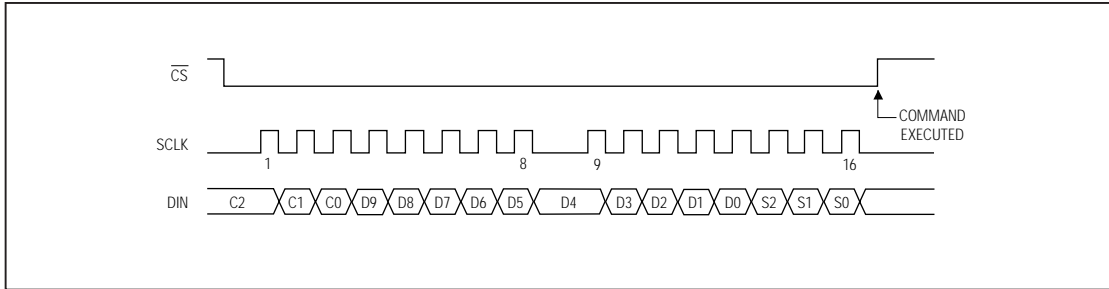 CS
COMMAND
EXECUTED
SCLK
1 8 9 16
DIN C2 C1 C0 D9 D8 D7 D6 D5 D4 D3 D2 D1 D0 S2 S1 S0